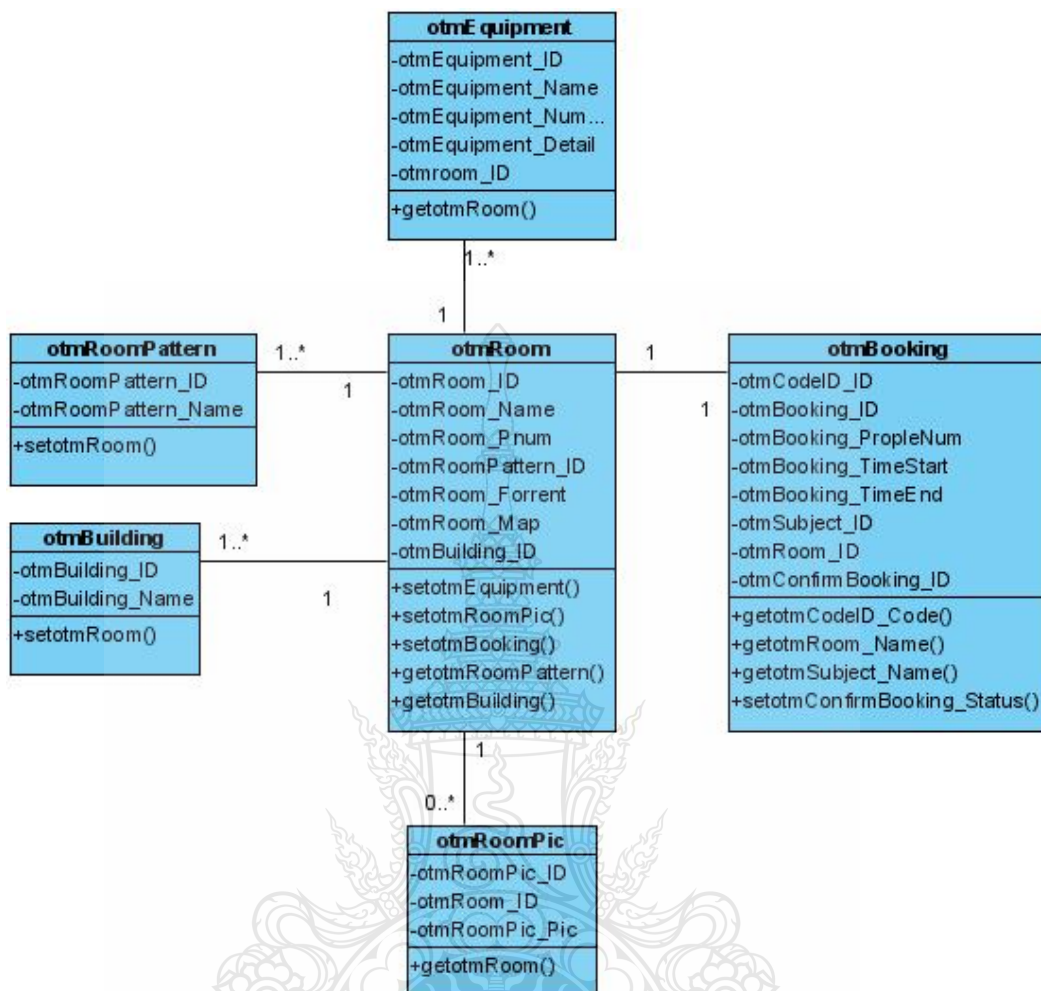 otmEquipment
-otmEquipment_ID
-otmEquipment_Name
-otmEquipment_Num...
-otmEquipment_Detail
-otmroom_ID
+getotmRoom()
1..*
1
otmRoomPattern
-otmRoomPattern_ID
-otmRoomPattern_Name
+setotmRoom()
1..*
1
otmBuilding
-otmBuilding_ID
-otmBuilding_Name
+setotmRoom()
1..*
1
otmRoom
-otmRoom_ID
-otmRoom_Name
-otmRoom_Pnum
-otmRoomPattern_ID
-otmRoom_Forrent
-otmRoom_Map
-otmBuilding_ID
+setotmEquipment()
+setotmRoomPic()
+setotmBooking()
+getotmRoomPattern()
+getotmBuilding()
1
1
otmBooking
-otmCodeID_ID
-otmBooking_ID
-otmBooking_PropleNum
-otmBooking_TimeStart
-otmBooking_TimeEnd
-otmSubject_ID
-otmRoom_ID
-otmConfirmBooking_ID
+getotmCodeID_Code()
+getotmRoom_Name()
+getotmSubject_Name()
+setotmConfirmBooking_Status()
1
0..*
otmRoomPic
-otmRoomPic_ID
-otmRoom_ID
-otmRoomPic_Pic
+getotmRoom()